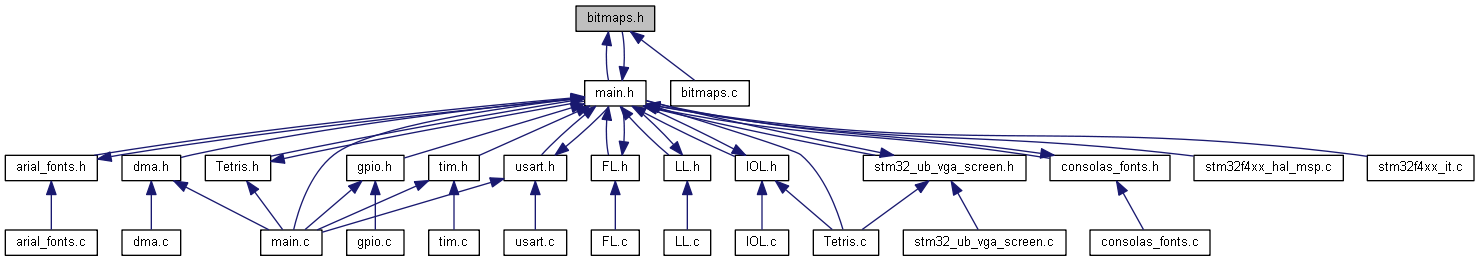 bitmaps.h
main.h
bitmaps.c
arial_fonts.h
dma.h
Tetris.h
gpio.h
tim.h
usart.h
FL.h
LL.h
IOL.h
stm32_ub_vga_screen.h
consolas_fonts.h
stm32f4xx_hal_msp.c
stm32f4xx_it.c
arial_fonts.c
dma.c
main.c
gpio.c
tim.c
usart.c
FL.c
LL.c
IOL.c
Tetris.c
stm32_ub_vga_screen.c
consolas_fonts.c